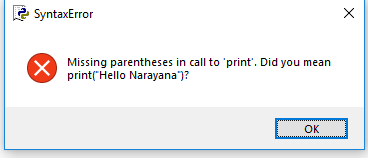 SyntaxError
Missing parentheses in call to 'print'. Did you mean
print("Hello Narayana")?
OK